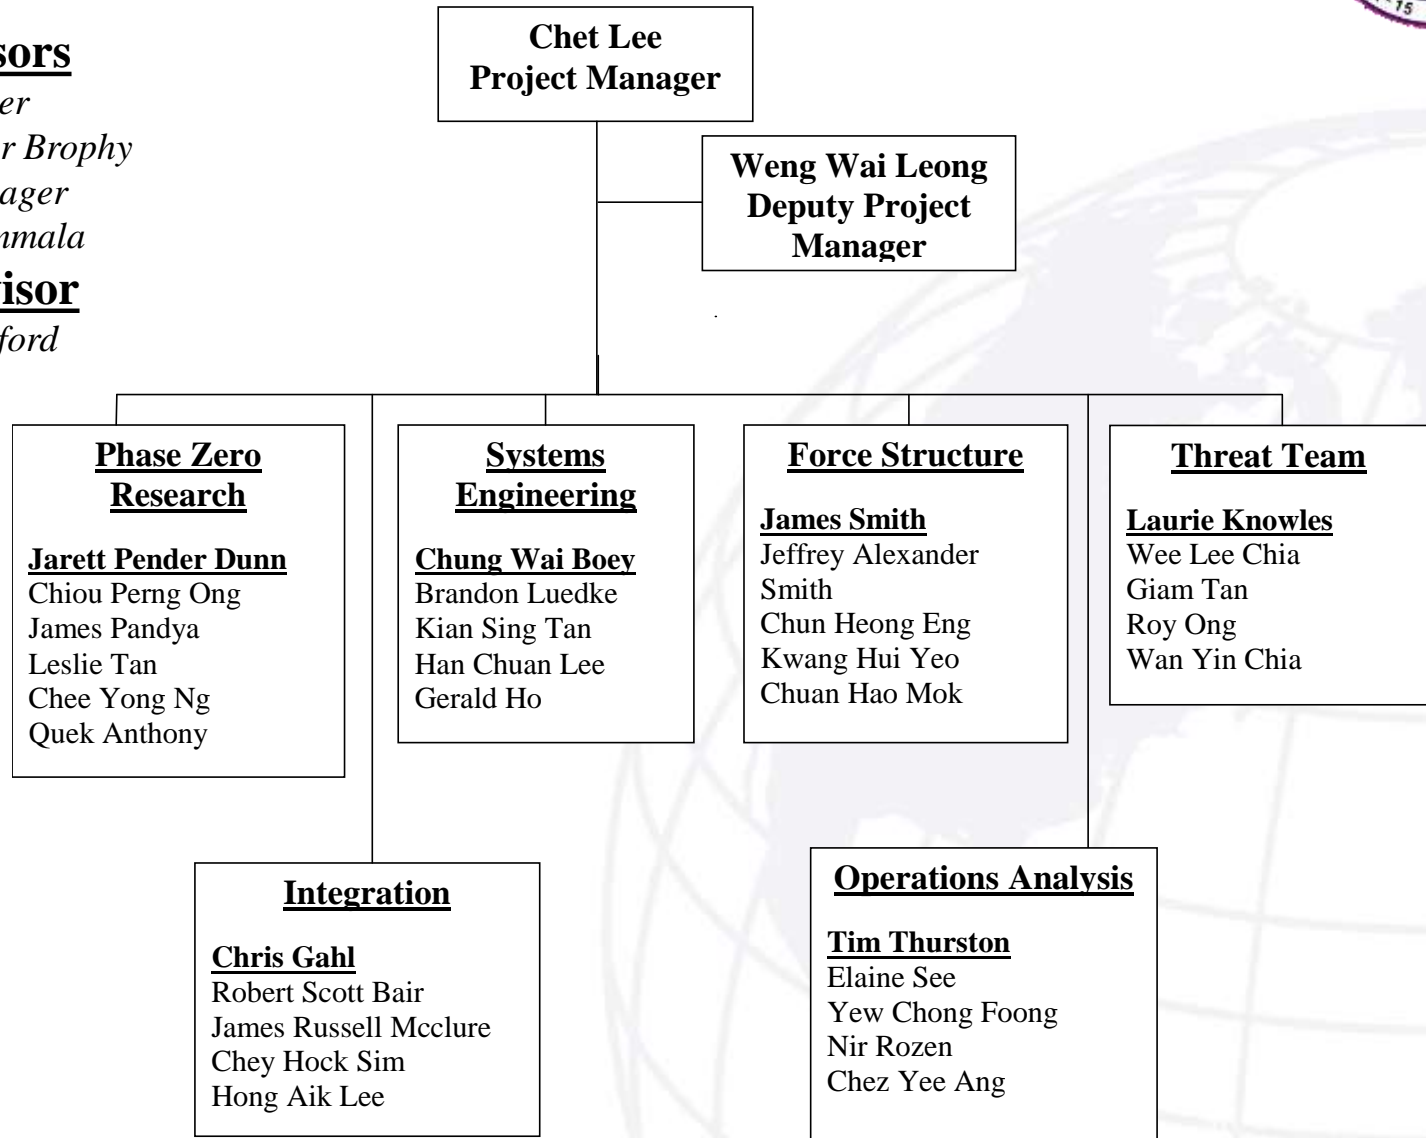 15
Chet Lee
Project Manager
Weng Wai Leong
Deputy Project
Manager
sors
er
r Brophy
ager
nmala
visor
ford
Phase Zero
Research
Jarett Pender Dunn
Chiou Perng Ong
James Pandya
Leslie Tan
Chee Yong Ng
Quek Anthony
Systems
Engineering
Chung Wai Boey
Brandon Luedke
Kian Sing Tan
Han Chuan Lee
Gerald Ho
Force Structure
James Smith
Jeffrey Alexander
Smith
Chun Heong Eng
Kwang Hui Yeo
Chuan Hao Mok
Threat Team
Laurie Knowles
Wee Lee Chia
Giam Tan
Roy Ong
Wan Yin Chia
Integration
Chris Gahl
Robert Scott Bair
James Russell Mcclure
Chey Hock Sim
Hong Aik Lee
Operations Analysis
Tim Thurston
Elaine See
Yew Chong Foong
Nir Rozen
Chez Yee Ang